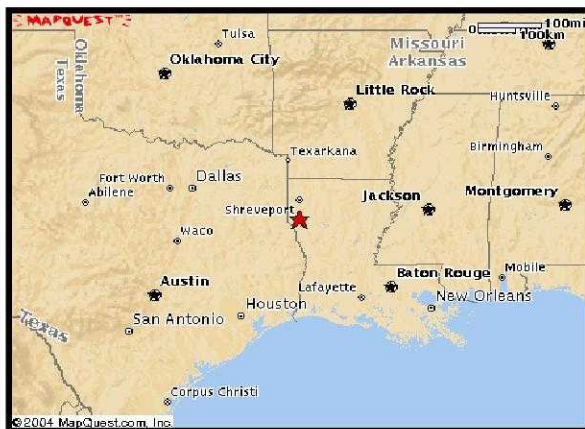 MAPQUEST
100mi
0
100km
Tulsa
Oklahoma City
Oklahoma
Texas
Missouri
Arkansas
Little Rock
Huntsville
Texarkana
Birmingham
Fort Worth
Dallas
Abilene
Shreveport
Jackson
Montgomery
Waco
Austin
Baton Rouge
Mobile
Lafayette
New Orleans
Houston
San Antonio
Texas
Corpus Christi
©2004 MapQuest.com, Inc.